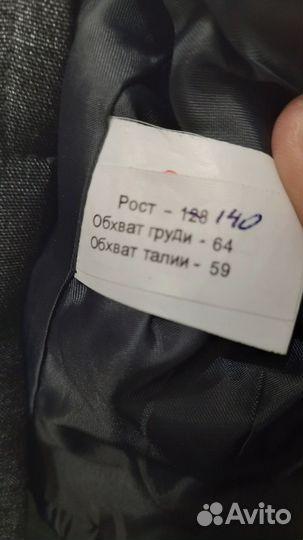 Рост - 128 140
Обхват груди - 64
Обхват талии - 59
Avito